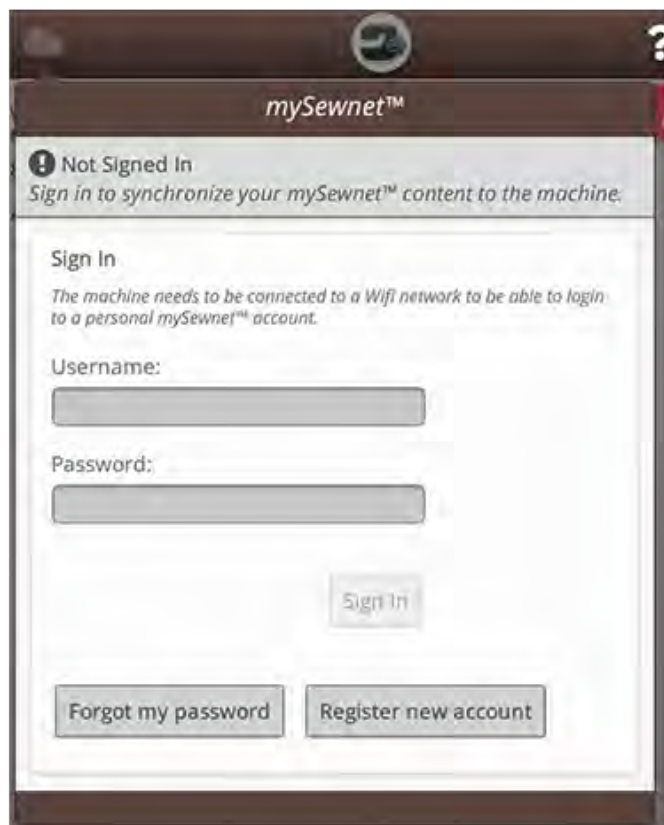 ?
mySewnet™
Not Signed In
Sign in to synchronize your mySewnet™ content to the machine.
Sign In
The machine needs to be connected to a Wifi network to be able to login
to a personal mySewnet™ account.
Username:
Password:
Sign In
Forgot my password
Register new account